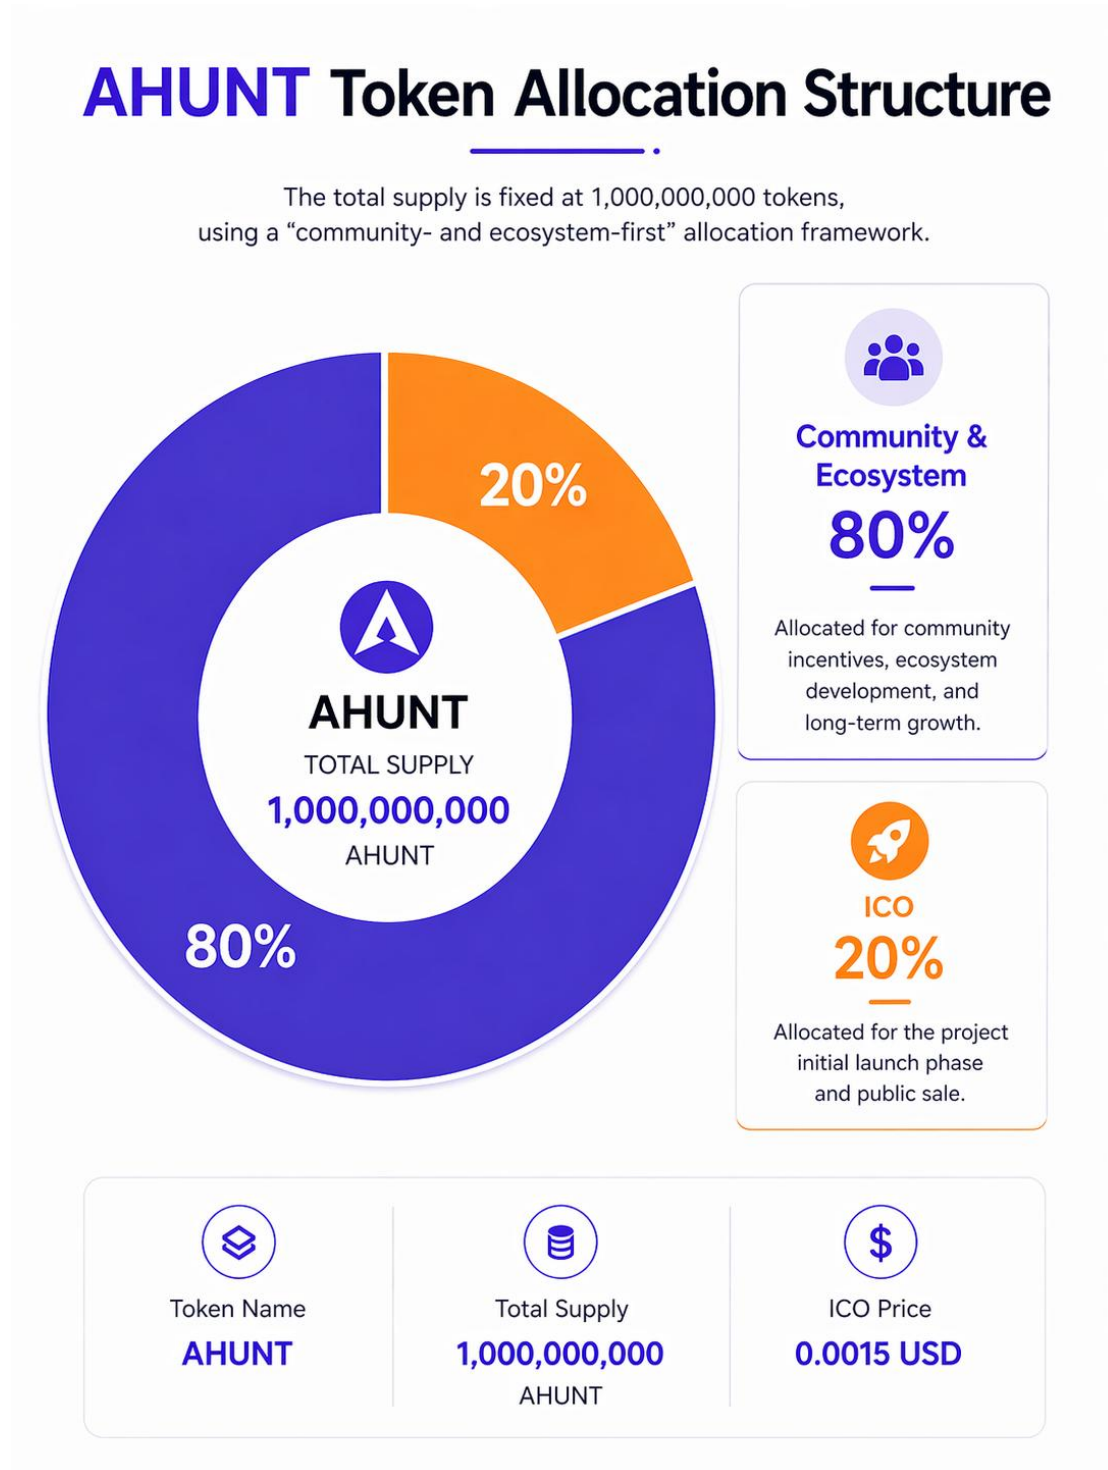 AHUNT Token Allocation Structure
The total supply is fixed at 1,000,000,000 tokens,
using a “community- and ecosystem-first” allocation framework.
20%
80%
AHUNT
TOTAL SUPPLY
1,000,000,000
AHUNT
Community &
Ecosystem
80%
Allocated for community
incentives, ecosystem
development, and
long-term growth.
ICO
20%
Allocated for the project
initial launch phase
and public sale.
Token Name
AHUNT
Total Supply
1,000,000,000
AHUNT
ICO Price
0.0015 USD